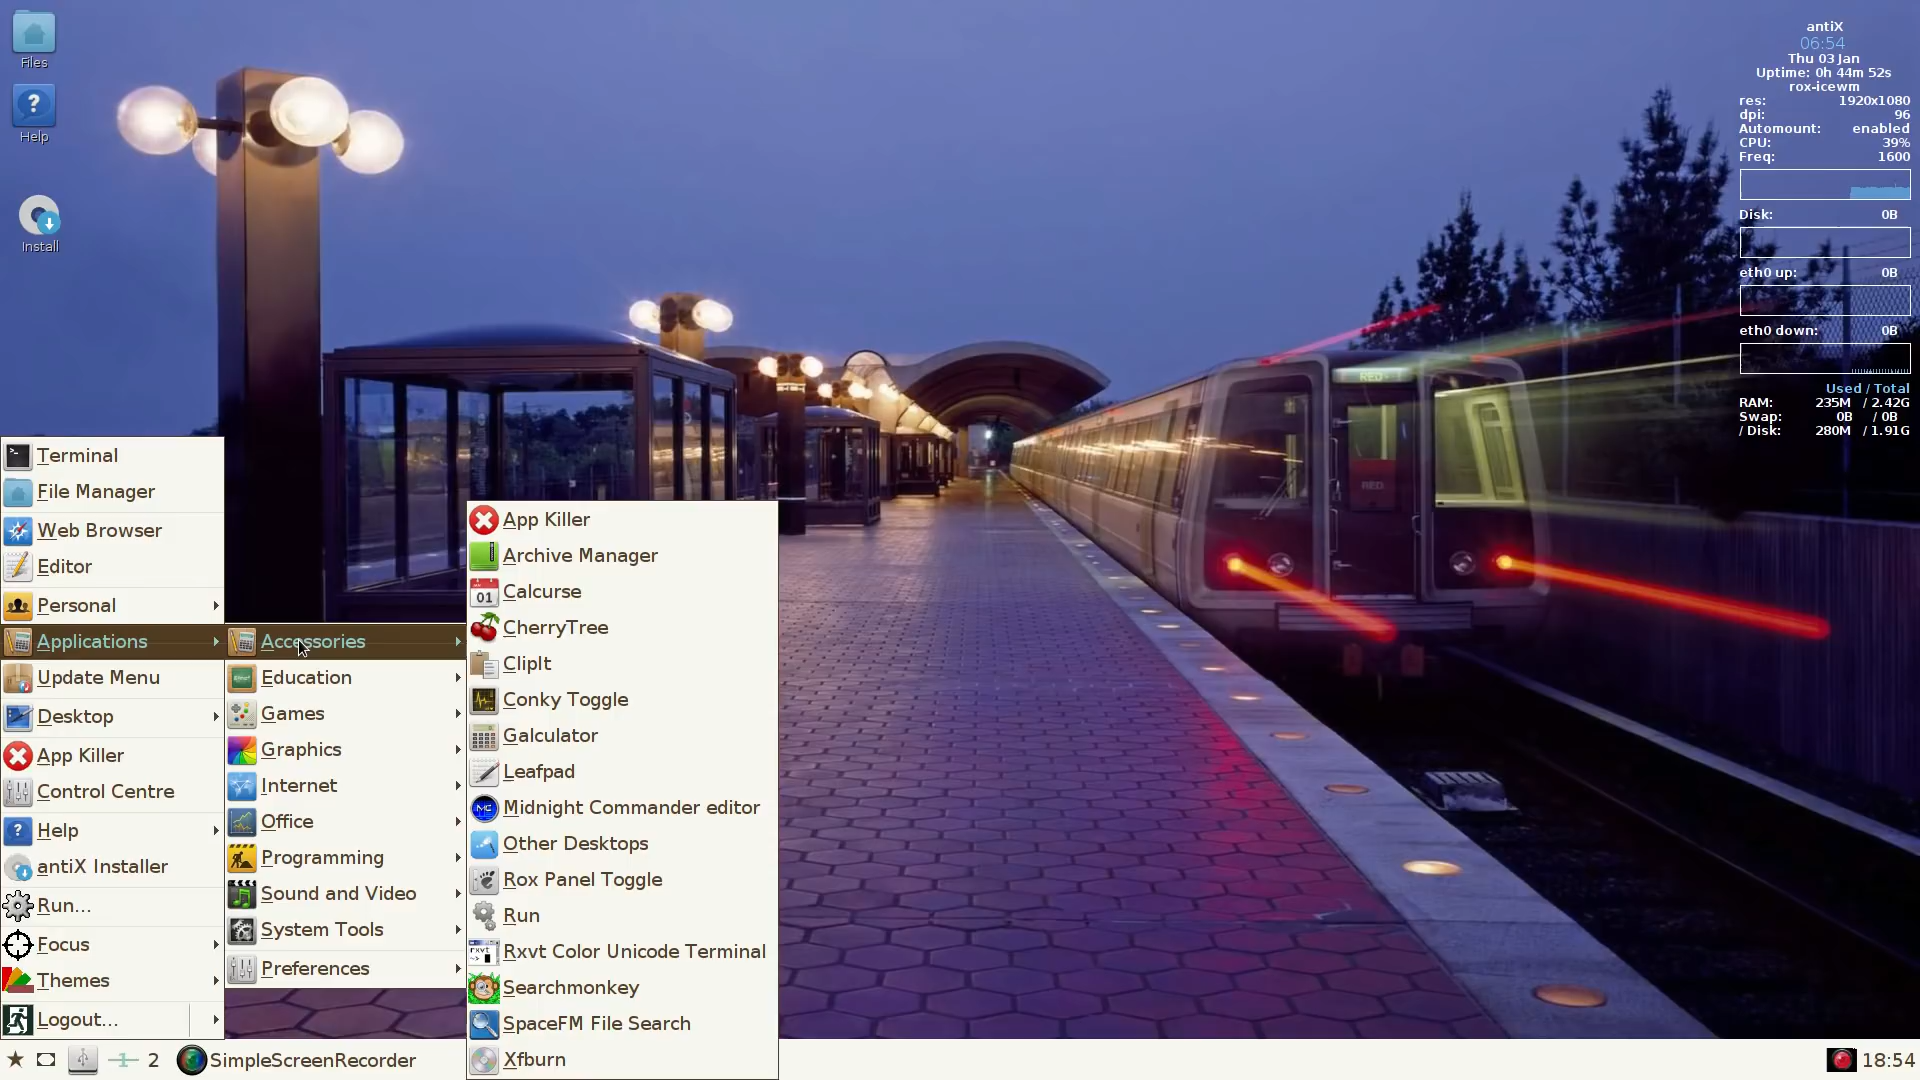 Files
Help
Install
antiX
06:54
Thu 03 Jan
Uptime: 0h 44m 52s
rox-icewm
res: 1920x1080
dpi: 96
Automount: enabled
CPU: 39%
Freq: 1600
Disk: 0B
eth0 up: 0B
eth0 down: 0B
Used / Total
RAM: 235M / 2.42G
Swap: 0B / 0B
/ Disk: 280M / 1.91G
RED
RED
Terminal
File Manager
Web Browser
Editor
Personal
Applications
Update Menu
Desktop
App Killer
Control Centre
Help
antiX Installer
Run...
Focus
Themes
Logout...
Accessories
Education
Games
Graphics
Internet
Office
Programming
Sound and Video
System Tools
Preferences
App Killer
Archive Manager
01
Calcurse
CherryTree
ClipIt
Conky Toggle
Galculator
Leafpad
Midnight Commander editor
Other Desktops
Rox Panel Toggle
Run
rxvt
Rxvt Color Unicode Terminal
Searchmonkey
SpaceFM File Search
Xfburn
1 2 SimpleScreenRecorder
18:54